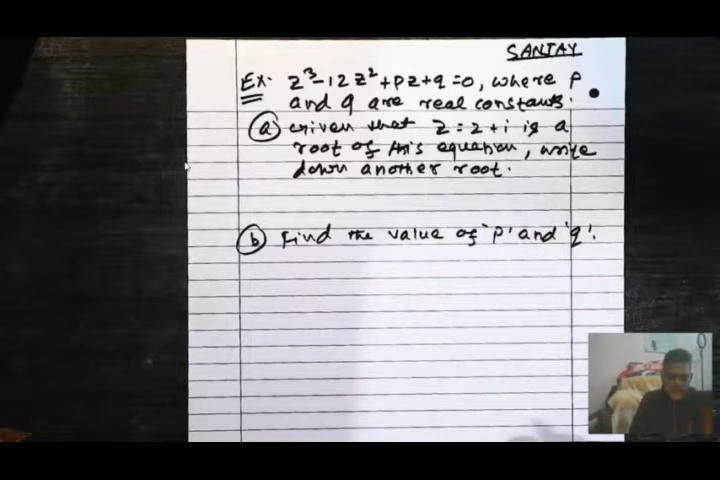 SANJAY
Ex. z³-12z²+pz+q=0, where p
and q are real constants.
(a) Given that z=2+i is a
root of this equation, write
down another root.
(b) Find the value of 'p' and 'q'.